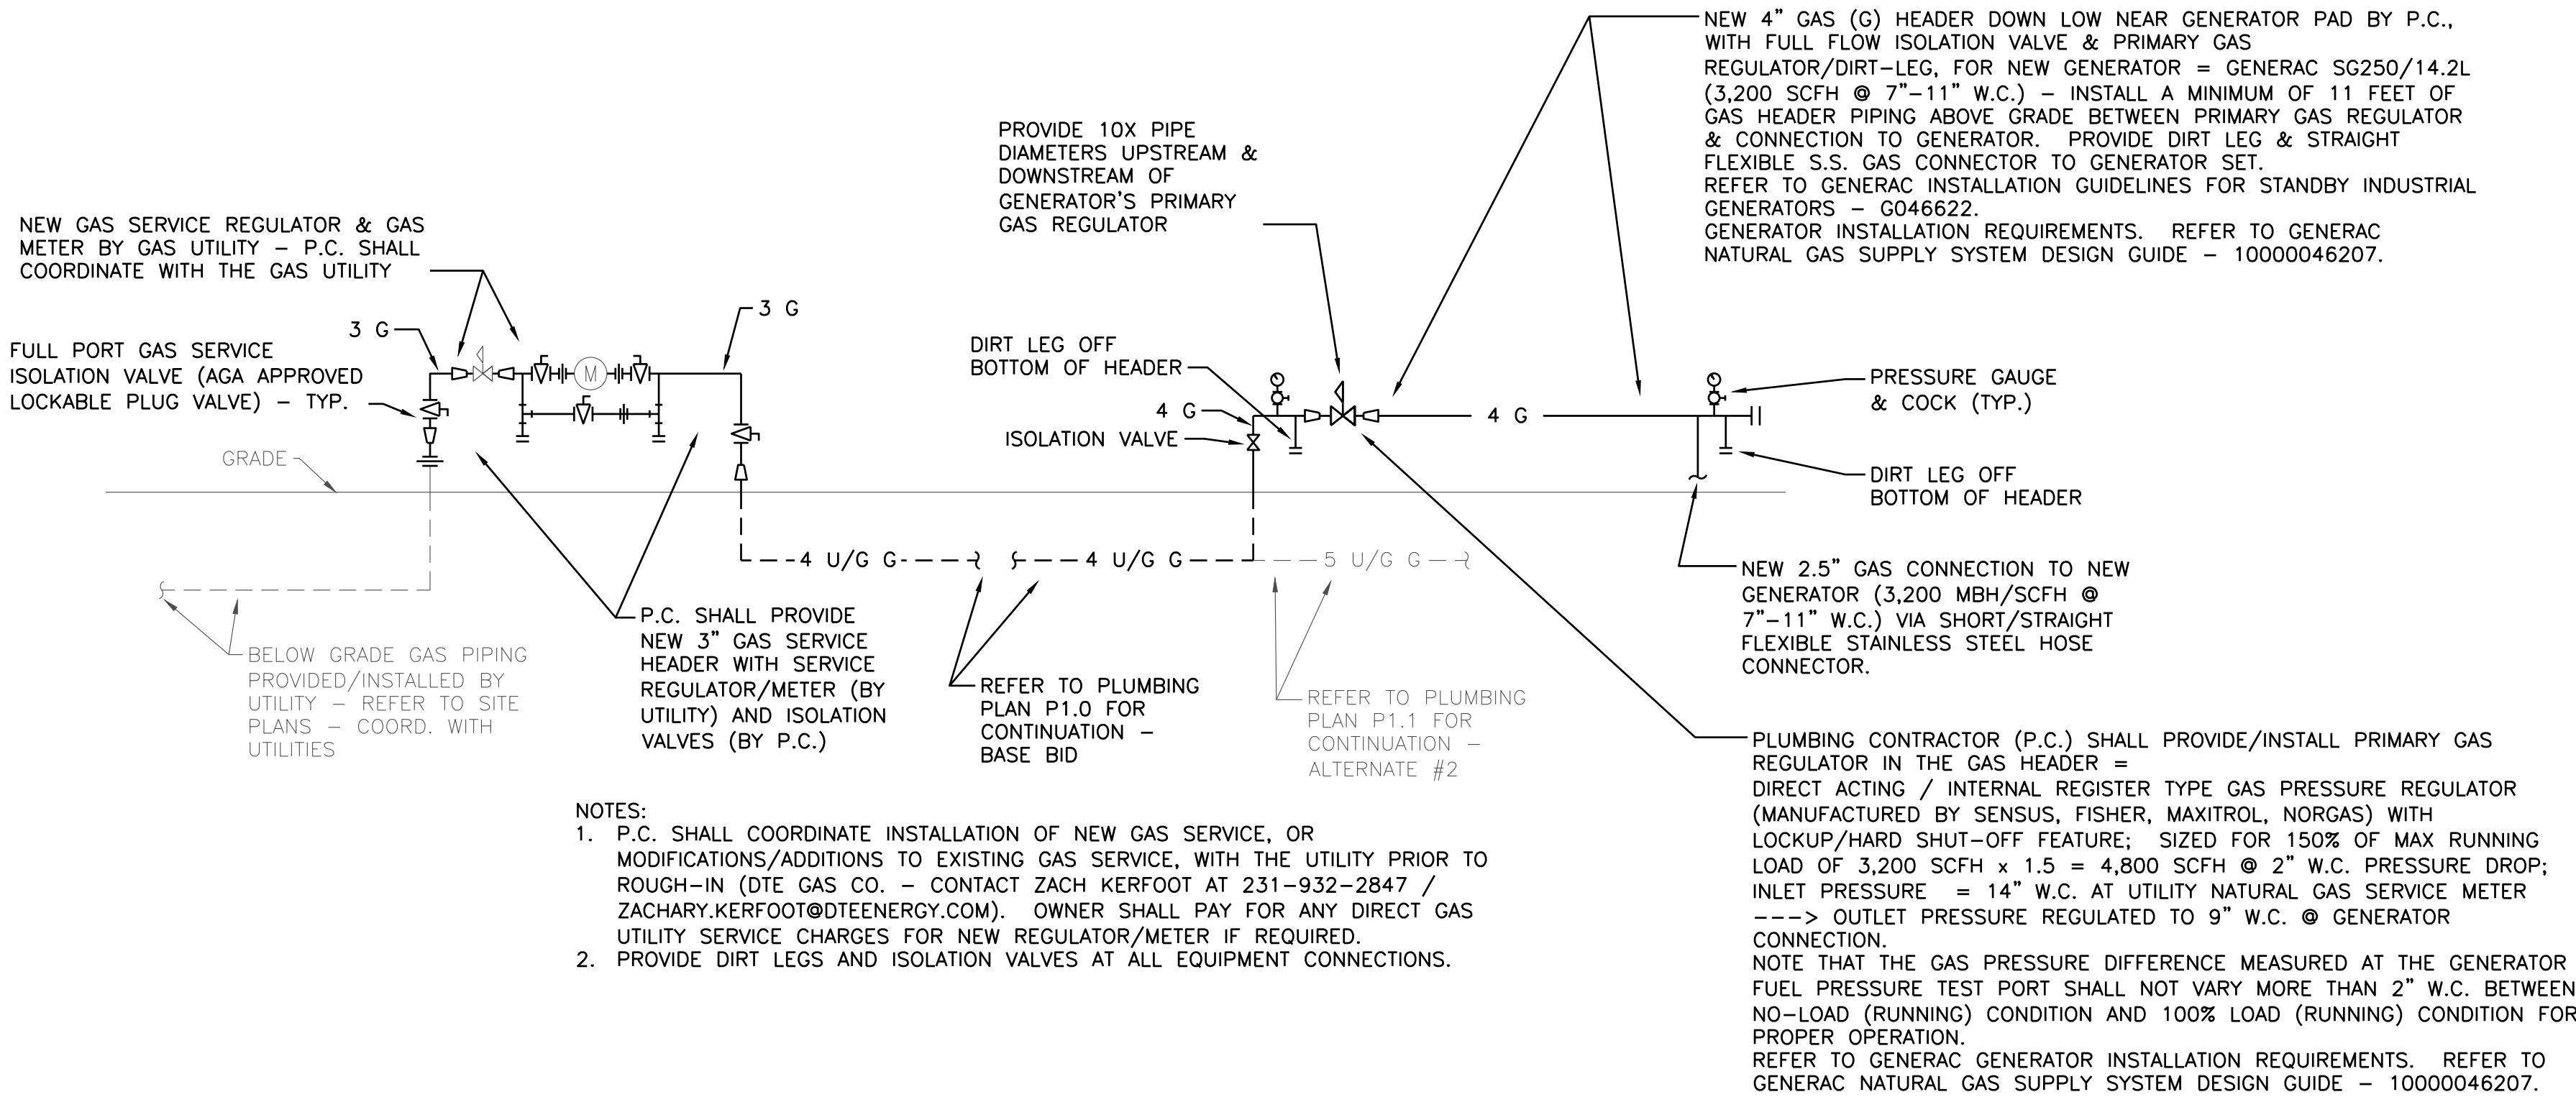 NEW 4" GAS (G) HEADER DOWN LOW NEAR GENERATOR PAD BY P.C.,
WITH FULL FLOW ISOLATION VALVE & PRIMARY GAS
REGULATOR/DIRT-LEG, FOR NEW GENERATOR = GENERAC SG250/14.2L
(3,200 SCFH @ 7"-11" W.C.) - INSTALL A MINIMUM OF 11 FEET OF
GAS HEADER PIPING ABOVE GRADE BETWEEN PRIMARY GAS REGULATOR
& CONNECTION TO GENERATOR. PROVIDE DIRT LEG & STRAIGHT
FLEXIBLE S.S. GAS CONNECTOR TO GENERATOR SET.
REFER TO GENERAC INSTALLATION GUIDELINES FOR STANDBY INDUSTRIAL
GENERATORS - G046622.
GENERATOR INSTALLATION REQUIREMENTS. REFER TO GENERAC
NATURAL GAS SUPPLY SYSTEM DESIGN GUIDE - 10000046207.
PROVIDE 10X PIPE
DIAMETERS UPSTREAM &
DOWNSTREAM OF
GENERATOR'S PRIMARY
GAS REGULATOR
NEW GAS SERVICE REGULATOR & GAS
METER BY GAS UTILITY - P.C. SHALL
COORDINATE WITH THE GAS UTILITY
3 G
3 G
FULL PORT GAS SERVICE
ISOLATION VALVE (AGA APPROVED
LOCKABLE PLUG VALVE) - TYP.
M
DIRT LEG OFF
BOTTOM OF HEADER
4 G
ISOLATION VALVE
4 G
PRESSURE GAUGE
& COCK (TYP.)
GRADE
DIRT LEG OFF
BOTTOM OF HEADER
4 U/G G
4 U/G G
5 U/G G
NEW 2.5" GAS CONNECTION TO NEW
GENERATOR (3,200 MBH/SCFH @
7"-11" W.C.) VIA SHORT/STRAIGHT
FLEXIBLE STAINLESS STEEL HOSE
CONNECTOR.
BELOW GRADE GAS PIPING
PROVIDED/INSTALLED BY
UTILITY - REFER TO SITE
PLANS - COORD. WITH
UTILITIES
P.C. SHALL PROVIDE
NEW 3" GAS SERVICE
HEADER WITH SERVICE
REGULATOR/METER (BY
UTILITY) AND ISOLATION
VALVES (BY P.C.)
REFER TO PLUMBING
PLAN P1.0 FOR
CONTINUATION -
BASE BID
REFER TO PLUMBING
PLAN P1.1 FOR
CONTINUATION -
ALTERNATE #2
PLUMBING CONTRACTOR (P.C.) SHALL PROVIDE/INSTALL PRIMARY GAS
REGULATOR IN THE GAS HEADER =
DIRECT ACTING / INTERNAL REGISTER TYPE GAS PRESSURE REGULATOR
(MANUFACTURED BY SENSUS, FISHER, MAXITROL, NORGAS) WITH
LOCKUP/HARD SHUT-OFF FEATURE; SIZED FOR 150% OF MAX RUNNING
LOAD OF 3,200 SCFH x 1.5 = 4,800 SCFH @ 2" W.C. PRESSURE DROP;
INLET PRESSURE = 14" W.C. AT UTILITY NATURAL GAS SERVICE METER
---> OUTLET PRESSURE REGULATED TO 9" W.C. @ GENERATOR
CONNECTION.
NOTE THAT THE GAS PRESSURE DIFFERENCE MEASURED AT THE GENERATOR
FUEL PRESSURE TEST PORT SHALL NOT VARY MORE THAN 2" W.C. BETWEEN
NO-LOAD (RUNNING) CONDITION AND 100% LOAD (RUNNING) CONDITION FOR
PROPER OPERATION.
REFER TO GENERAC GENERATOR INSTALLATION REQUIREMENTS. REFER TO
GENERAC NATURAL GAS SUPPLY SYSTEM DESIGN GUIDE - 10000046207.
NOTES:
1. P.C. SHALL COORDINATE INSTALLATION OF NEW GAS SERVICE, OR
MODIFICATIONS/ADDITIONS TO EXISTING GAS SERVICE, WITH THE UTILITY PRIOR TO
ROUGH-IN (DTE GAS CO. - CONTACT ZACH KERFOOT AT 231-932-2847 /
ZACHARY.KERFOOT@DTEENERGY.COM). OWNER SHALL PAY FOR ANY DIRECT GAS
UTILITY SERVICE CHARGES FOR NEW REGULATOR/METER IF REQUIRED.
2. PROVIDE DIRT LEGS AND ISOLATION VALVES AT ALL EQUIPMENT CONNECTIONS.